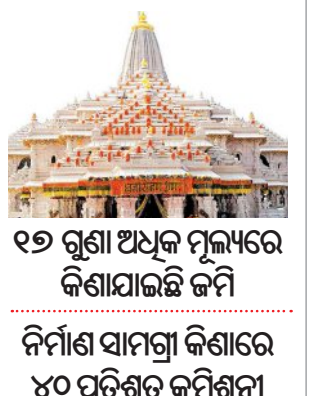 ୧୭ ଗୁଣା ଅଧିକ ମୂଲ୍ୟରେ
କିଣାଯାଇଛି ଜମି
ନିର୍ମାଣ ସାମଗ୍ରୀ କିଣାରେ
୪୦ ପ୍ରତିଶତ କମିଶନୀ